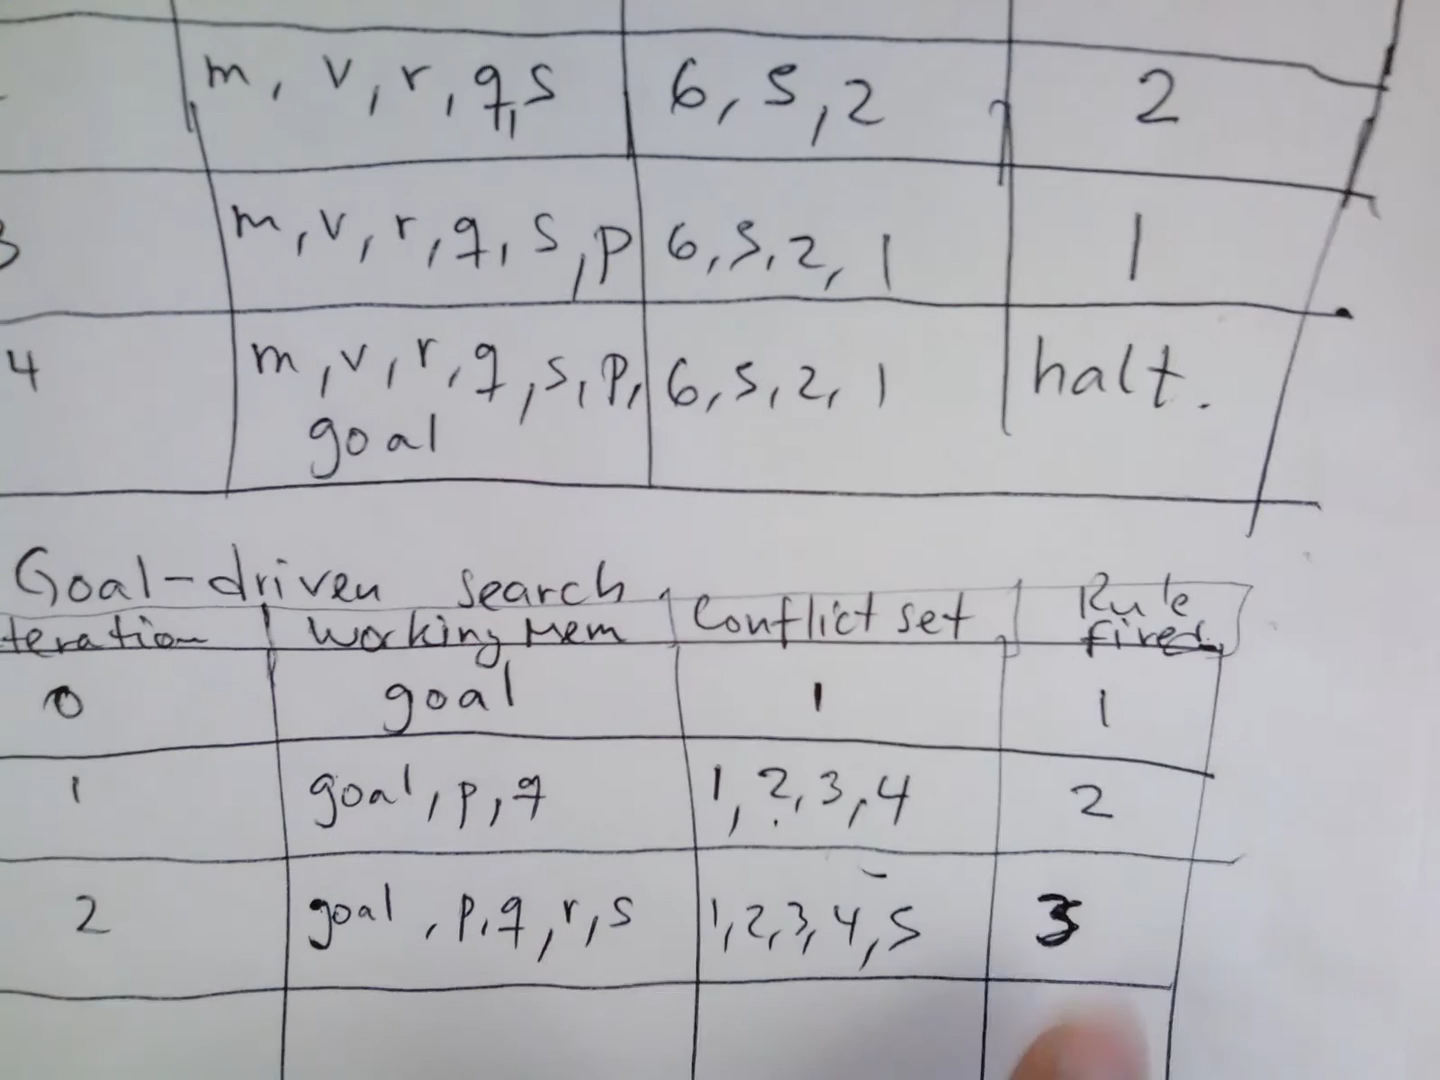 m, v, r, q, s 6, 5, 2 2
3 m, v, r, q, s, p 6, 5, 2, 1 1
4 m, v, r, q, s, p, 6, 5, 2, 1 halt.
goal
Goal-driven search
teration working Mem Conflict set Rule
fired
0 goal 1 1
1 goal, p, q 1, 2, 3, 4 2
2 goal, p, q, r, s 1, 2, 3, 4, 5 3